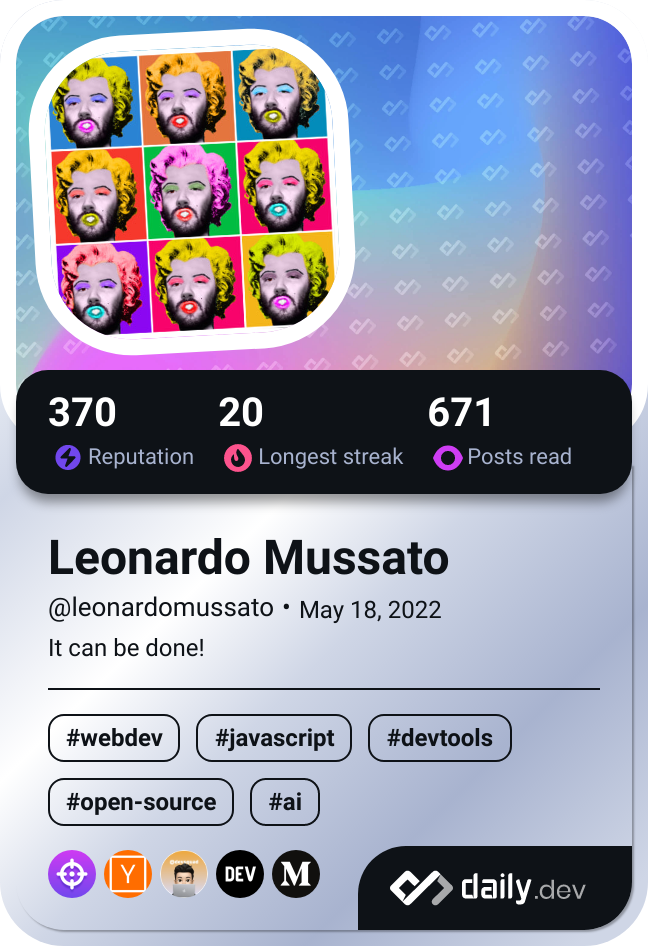 370 20 671
Reputation Longest streak Posts read
Leonardo Mussato
@leonardomussato • May 18, 2022
It can be done!
#webdev #javascript #devtools
#open-source #ai
Y DEV M
daily.dev